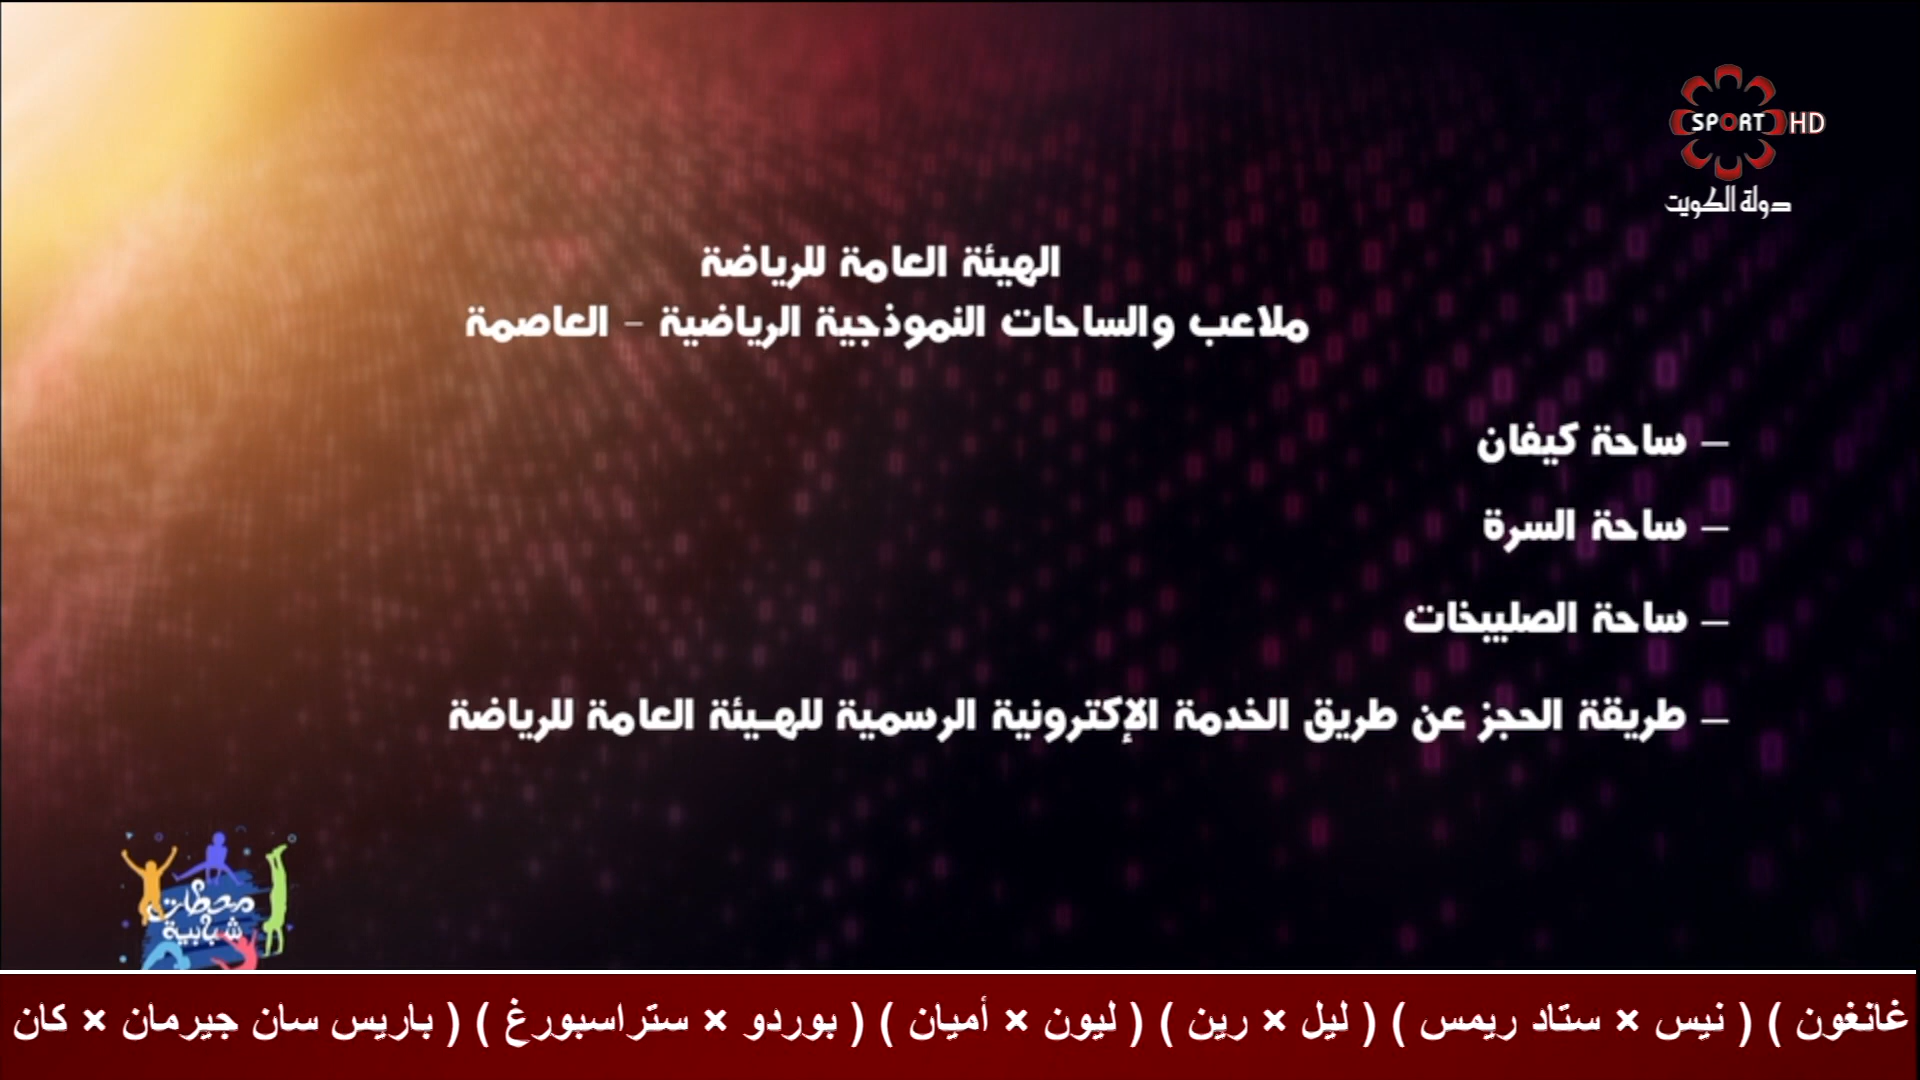 SPORT HD
دولة الكويت
الهيئة العامة للرياضة
ملاعب والساحات النموذجية الرياضية - العاصمة
- ساحة كيفان
- ساحة السرة
- ساحة الصليبخات
- طريقة الحجز عن طريق الخدمة الإكترونية الرسمية للهيئة العامة للرياضة
محطات
شبابية
غانغون ) ( نيس × ستاد ريمس ) ( ليل × رين ) ( ليون × أميان ) ( بوردو × ستراسبورغ ) ( باريس سان جيرمان × كان